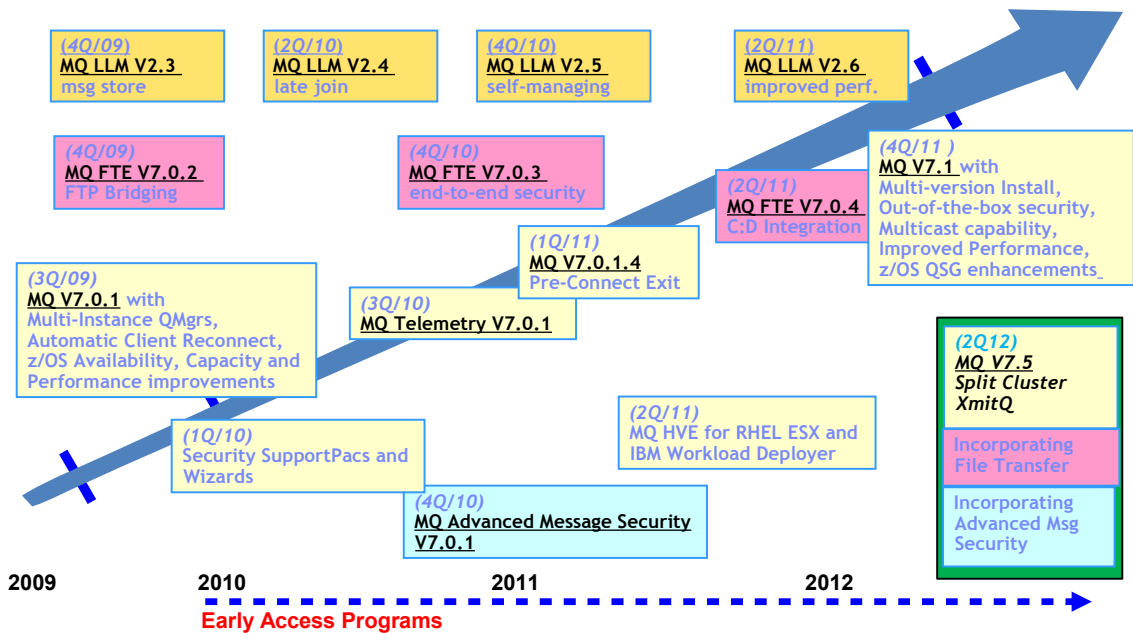 (4Q/09)
MQ LLM V2.3
msg store
(2Q/10)
MQ LLM V2.4
late join
(4Q/10)
MQ LLM V2.5
self-managing
(2Q/11)
MQ LLM V2.6
improved perf.
(4Q/09)
MQ FTE V7.0.2
FTP Bridging
(4Q/10)
MQ FTE V7.0.3
end-to-end security
(2Q/11)
MQ FTE V7.0.4
C:D Integration
(4Q/11 )
MQ V7.1 with
Multi-version Install,
Out-of-the-box security,
Multicast capability,
Improved Performance,
z/OS QSG enhancements
(3Q/09)
MQ V7.0.1 with
Multi-Instance QMgrs,
Automatic Client Reconnect,
z/OS Availability, Capacity and
Performance improvements
(3Q/10)
MQ Telemetry V7.0.1
(1Q/11)
MQ V7.0.1.4
Pre-Connect Exit
(1Q/10)
Security SupportPacs and
Wizards
(2Q/11)
MQ HVE for RHEL ESX and
IBM Workload Deployer
(4Q/10)
MQ Advanced Message Security
V7.0.1
(2Q12)
MQ V7.5
Split Cluster
XmitQ
Incorporating
File Transfer
Incorporating
Advanced Msg
Security
2009
2010
2011
2012
Early Access Programs